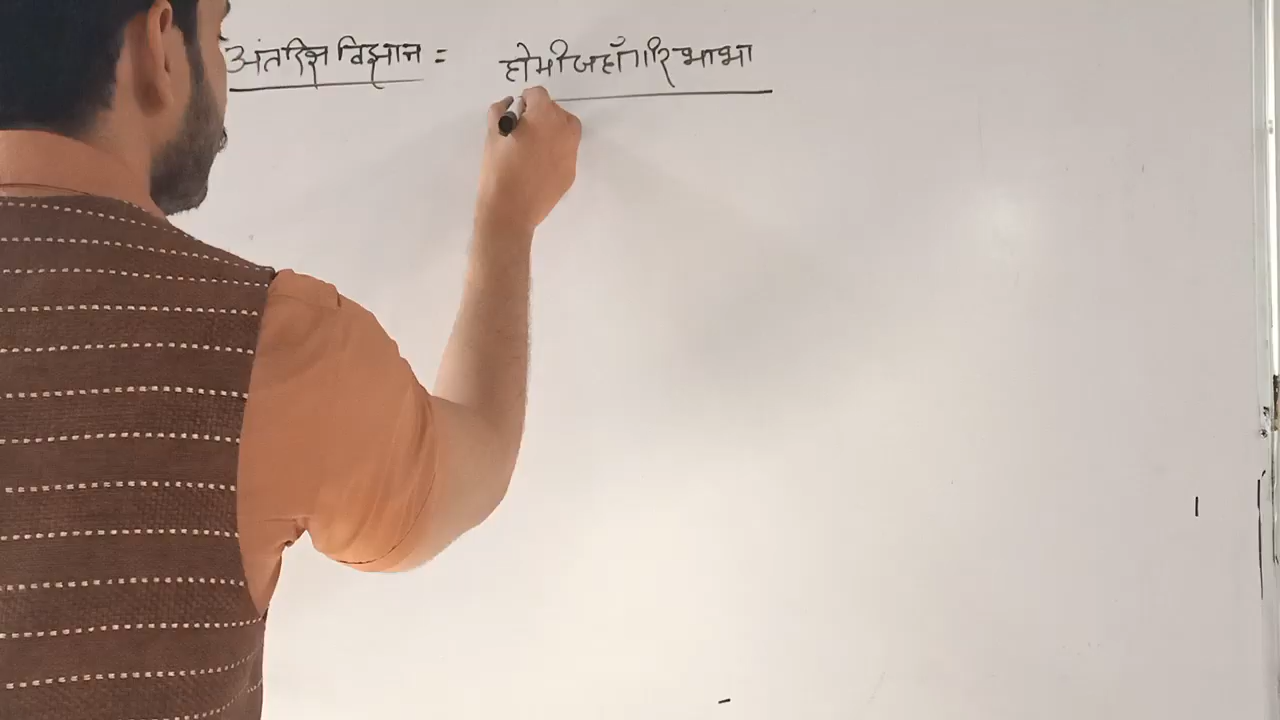 अंतरिक्ष विज्ञान = होमी जहाँगीर भाभा